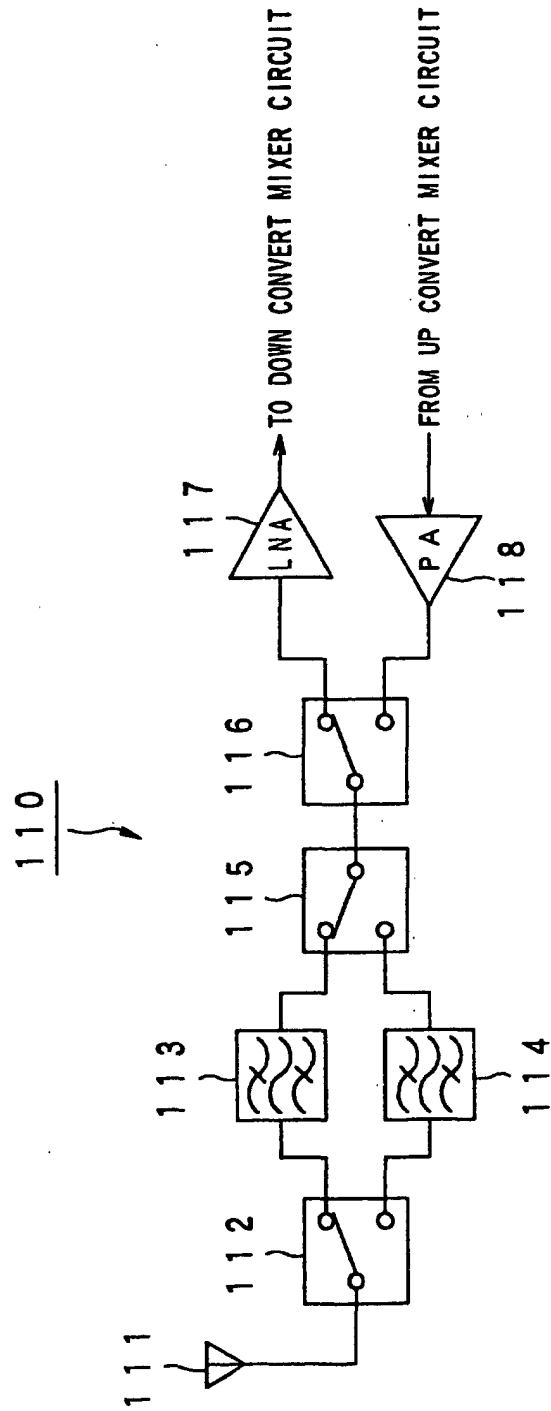 110
111
112
113
114
115
116
117
LNA
TO DOWN CONVERT MIXER CIRCUIT
PA
118
FROM UP CONVERT MIXER CIRCUIT